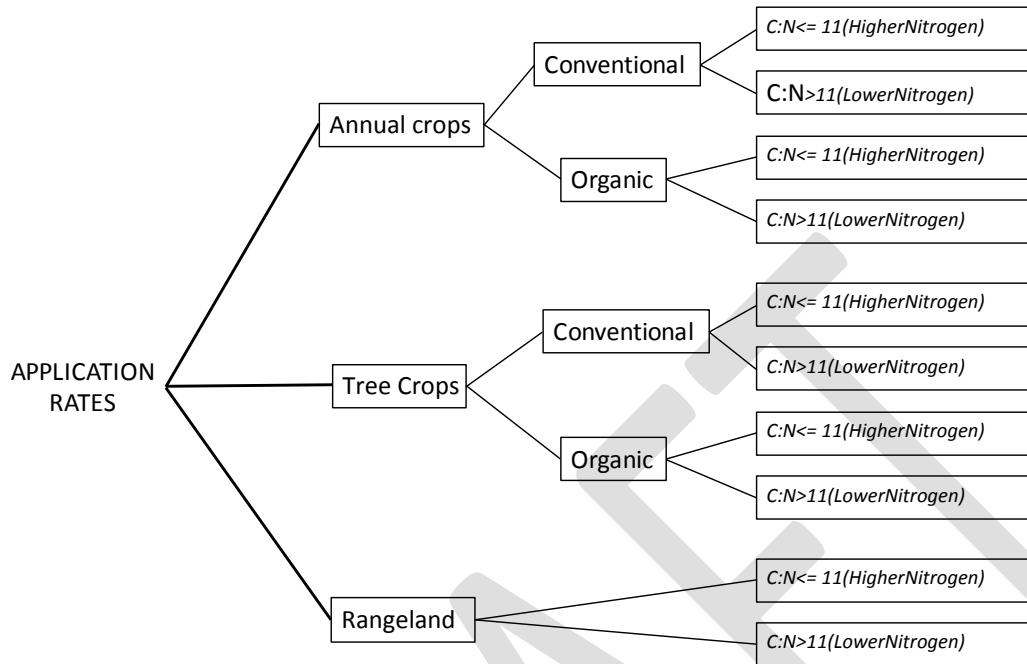 C:N<= 11(HigherNitrogen)
Conventional
C:N>11(LowerNitrogen)
Annual crops
C:N<= 11(HigherNitrogen)
Organic
C:N>11(LowerNitrogen)
C:N<= 11(HigherNitrogen)
Conventional
C:N>11(LowerNitrogen)
APPLICATION
RATES
Tree Crops
C:N<= 11(HigherNitrogen)
Organic
C:N>11(LowerNitrogen)
C:N<= 11(HigherNitrogen)
Rangeland
C:N>11(LowerNitrogen)